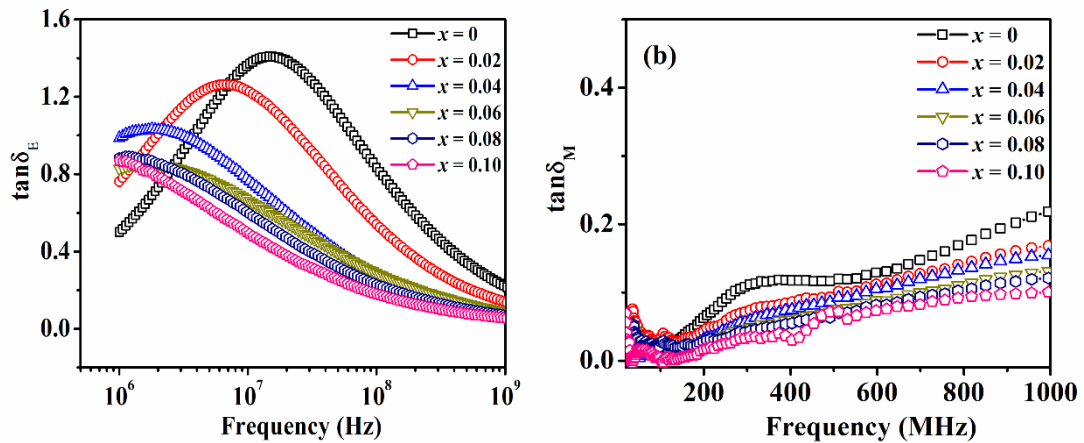 1.6
1.2
0.8
0.4
0.0
tanδE
10^6 10^7 10^8 10^9
Frequency (Hz)
x = 0
x = 0.02
x = 0.04
x = 0.06
x = 0.08
x = 0.10
(b)
0.4
0.2
0.0
tanδM
200 400 600 800 1000
Frequency (MHz)
x = 0
x = 0.02
x = 0.04
x = 0.06
x = 0.08
x = 0.10